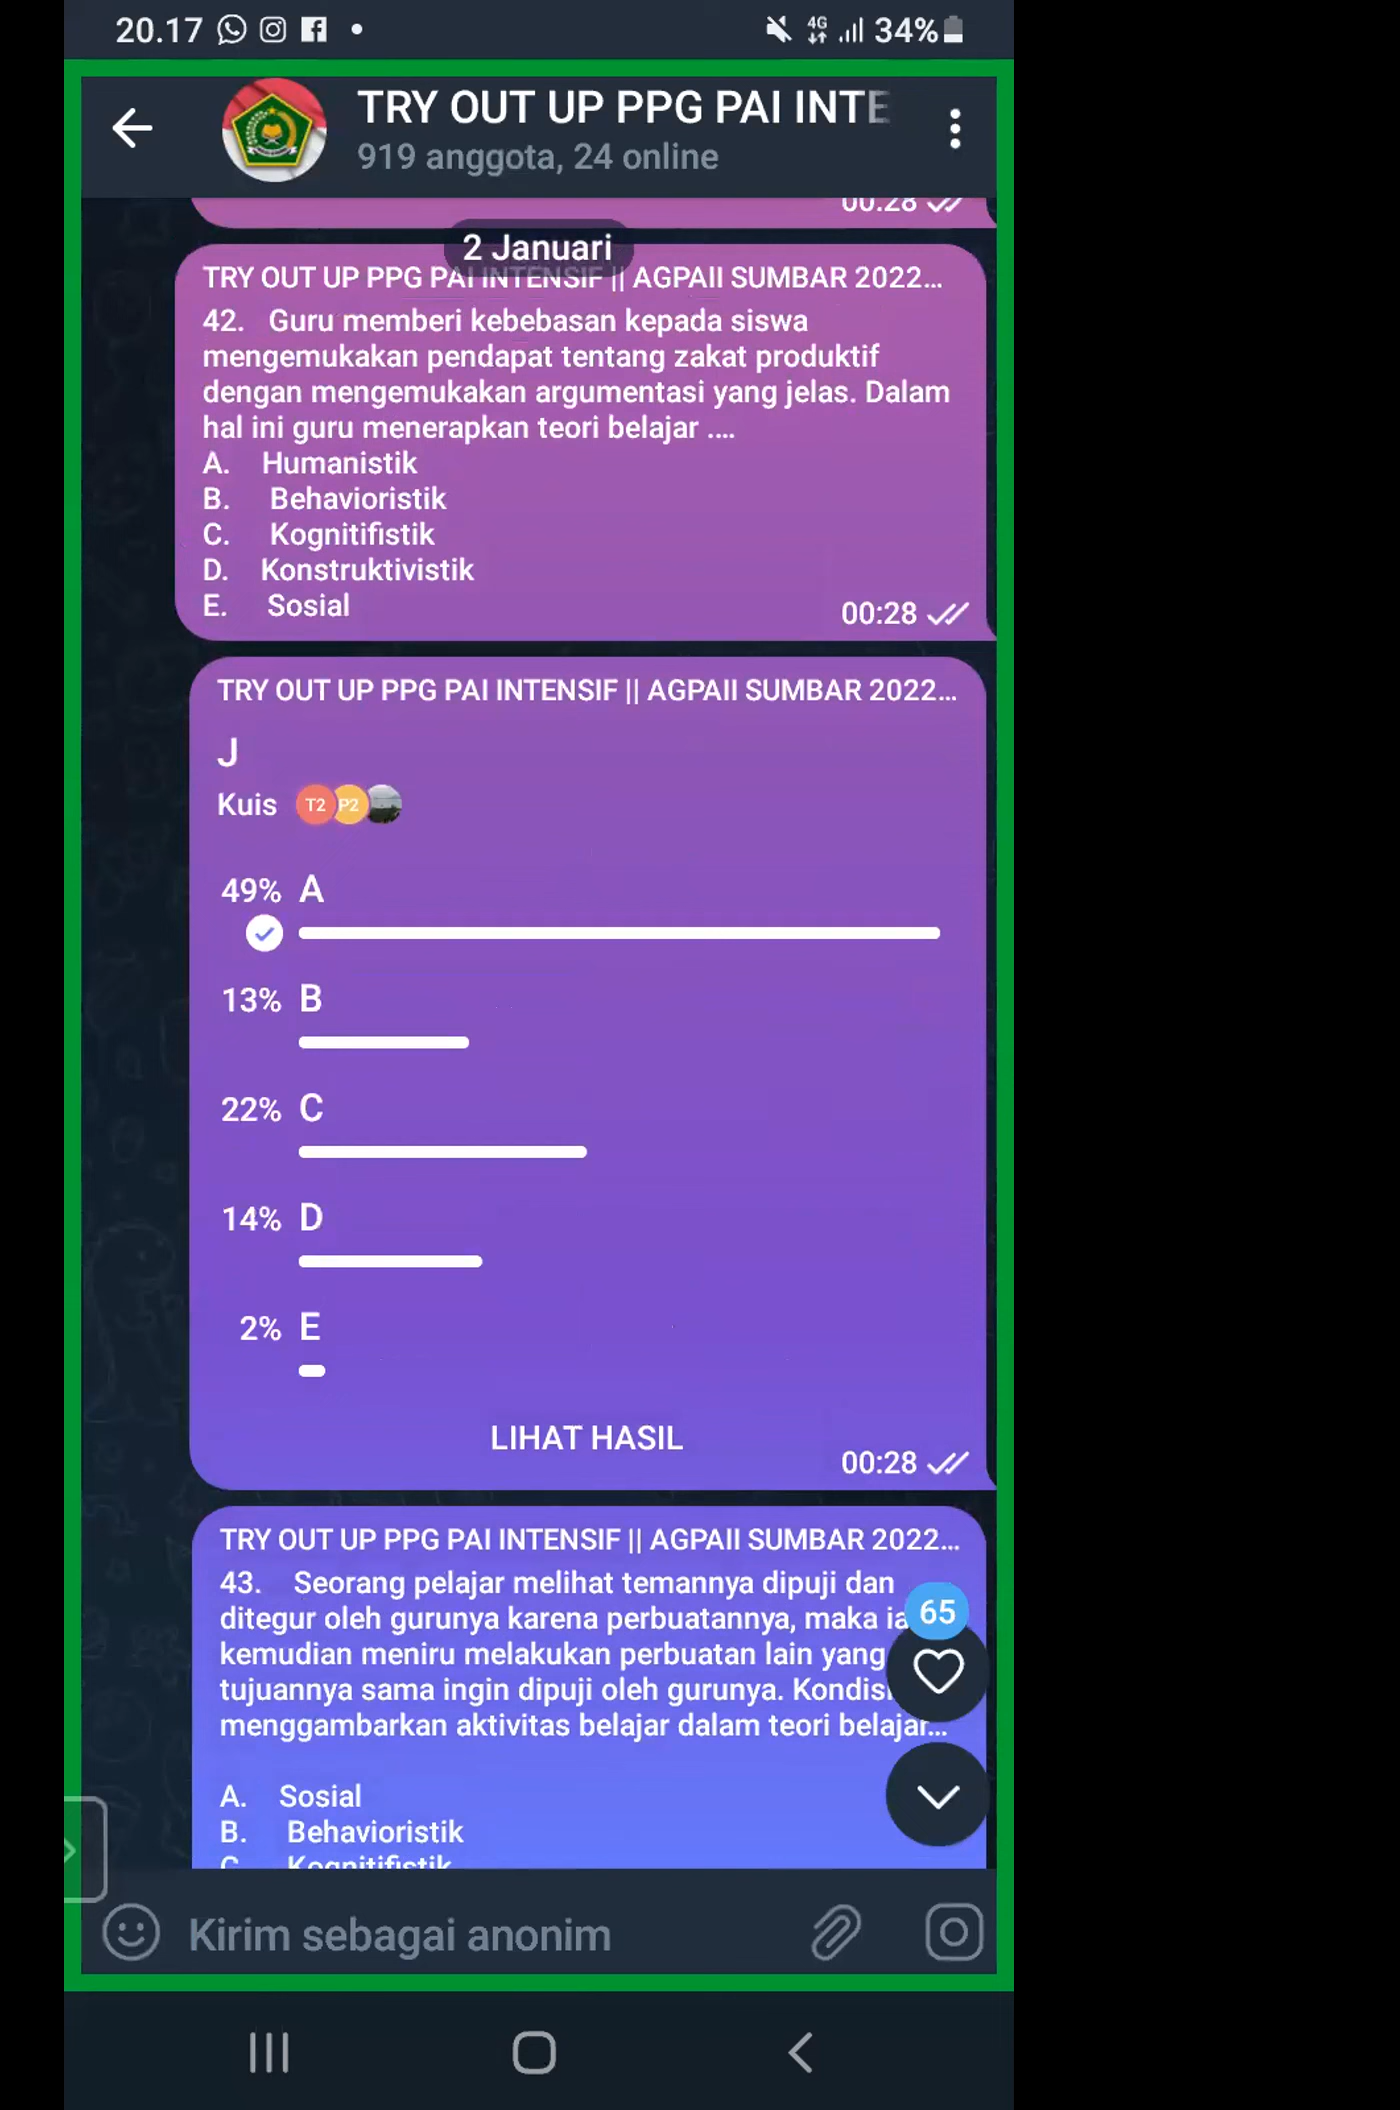 20.17
4G
34%
TRY OUT UP PPG PAI INTE
919 anggota, 24 online
00:28
2 Januari
TRY OUT UP PPG PAI INTENSIF || AGPAII SUMBAR 2022...
42. Guru memberi kebebasan kepada siswa
mengemukakan pendapat tentang zakat produktif
dengan mengemukakan argumentasi yang jelas. Dalam
hal ini guru menerapkan teori belajar ....
A. Humanistik
B. Behavioristik
C. Kognitifistik
D. Konstruktivistik
E. Sosial
00:28
TRY OUT UP PPG PAI INTENSIF || AGPAII SUMBAR 2022...
J
Kuis T2 P2
49% A
13% B
22% C
14% D
2% E
LIHAT HASIL
00:28
TRY OUT UP PPG PAI INTENSIF || AGPAII SUMBAR 2022...
43. Seorang pelajar melihat temannya dipuji dan
ditegur oleh gurunya karena perbuatannya, maka ia
65
kemudian meniru melakukan perbuatan lain yang
tujuannya sama ingin dipuji oleh gurunya. Kondisi
menggambarkan aktivitas belajar dalam teori belajar...
A. Sosial
B. Behavioristik
C. Kognitifistik
Kirim sebagai anonim